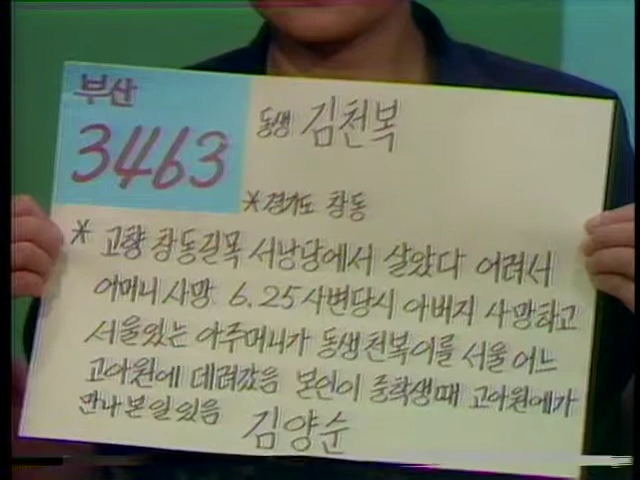 부산
3463
동생 김천복
*경기도 창동
* 고향 창동길목 서낭당에서 살았다 어려서
어머니사망 6.25사변당시 아버지 사망하고
서울있는 아주머니가 동생천복이를 서울어느
고아원에 데려갔음 본인이 중학생때 고아원에가
만나본일있음 김양순